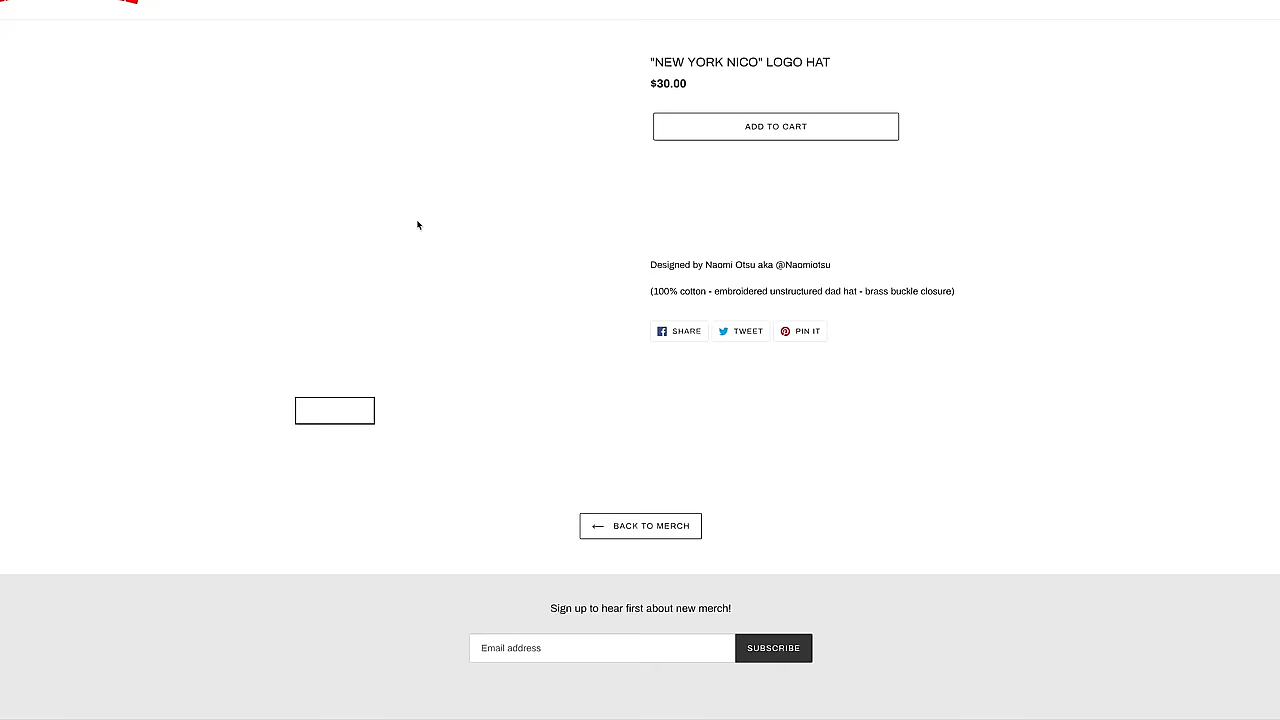 "NEW YORK NICO" LOGO HAT
$30.00
ADD TO CART
Designed by Naomi Otsu aka @Naomiotsu
(100% cotton - embroidered unstructured dad hat - brass buckle closure)
SHARE TWEET PIN IT
BACK TO MERCH
Sign up to hear first about new merch!
Email address SUBSCRIBE